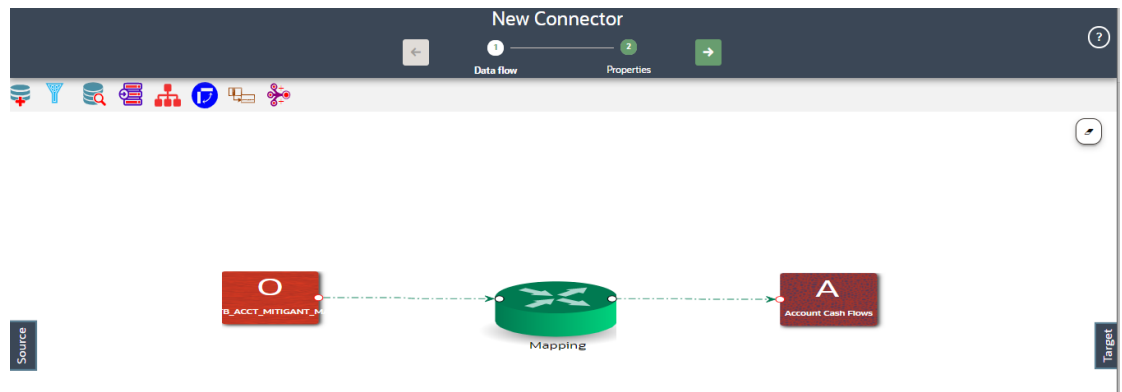 New Connector
1
2
Data flow
Properties
?
O
A
B_ACCT_MITIGANT_M
Account Cash Flows
Mapping
Source
Target